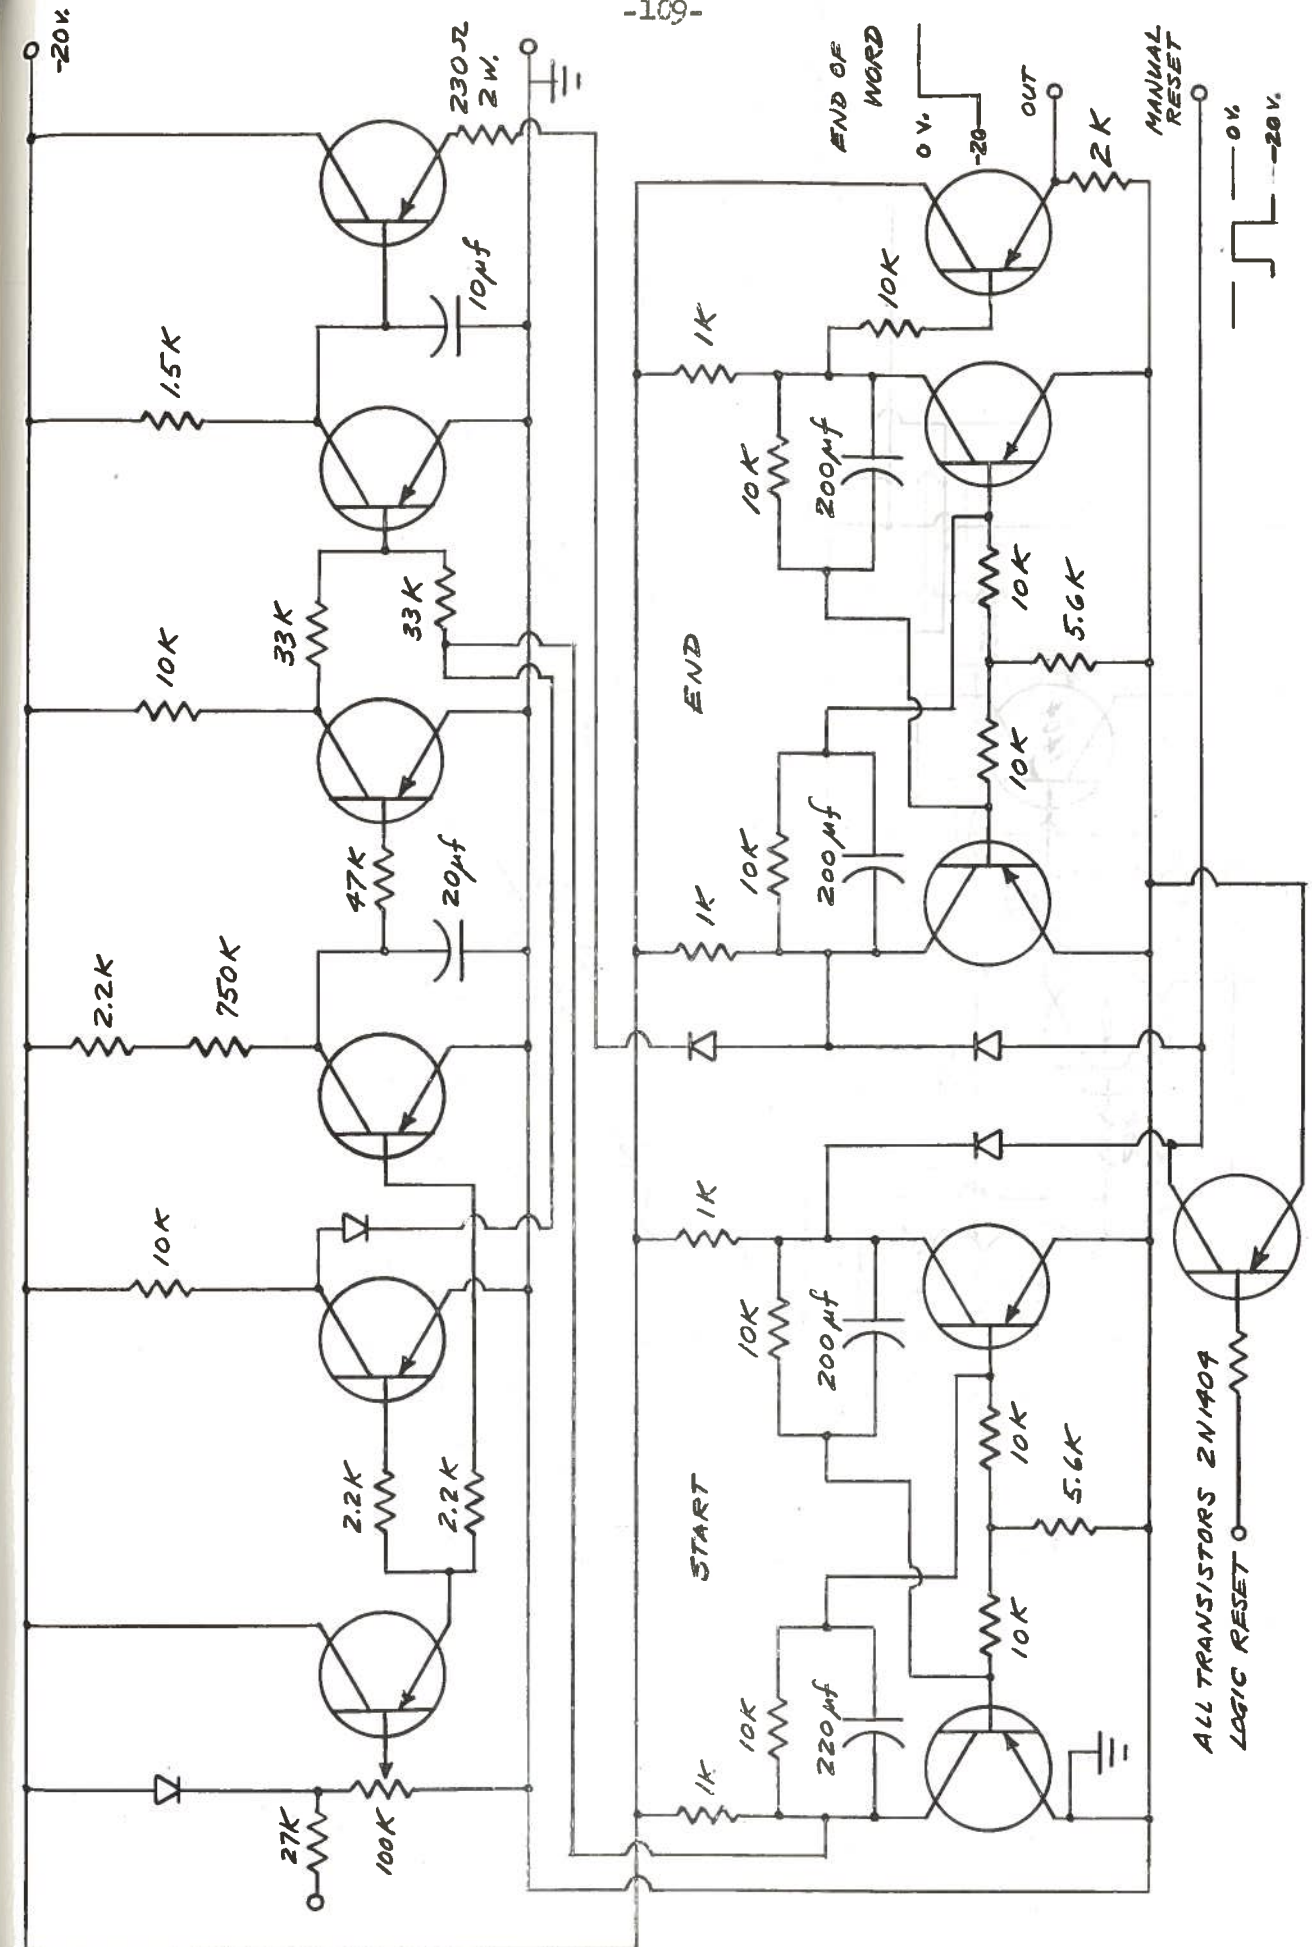 -109-
-20V.
230Ω
2W.
10µf
1.5K
33K
33K
10K
47K
20µf
2.2K
750K
10K
2.2K
2.2K
27K
100K
END OF
WORD
0V.
-20
OUT
2K
MANUAL
RESET
0V.
-20V.
10K
1K
10K
200µf
10K
5.6K
END
10K
10K
200µf
1K
1K
10K
200µf
10K
5.6K
START
10K
10K
220µf
1K
ALL TRANSISTORS 2N1404
LOGIC RESET